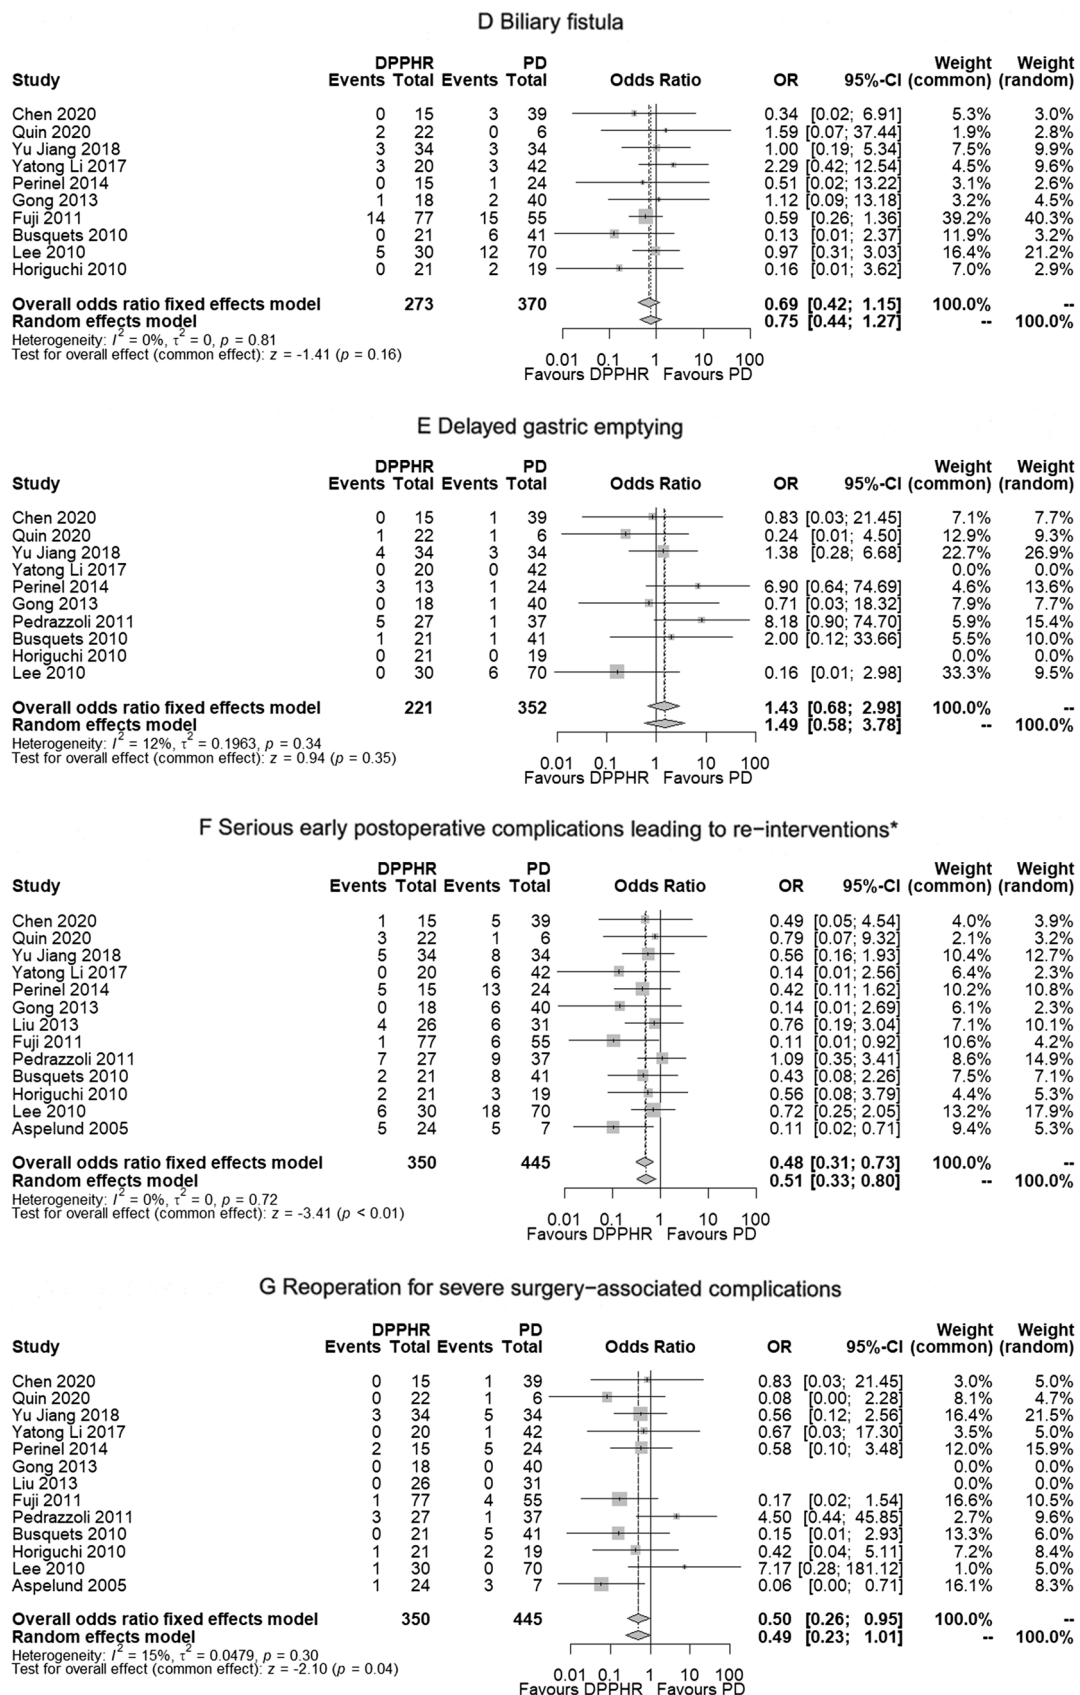 D Biliary fistula
DPPHR PD Weight Weight
Study Events Total Events Total Odds Ratio OR 95%-CI (common) (random)
Chen 2020 0 15 3 39 0.34 [0.02; 6.91] 5.3% 3.0%
Quin 2020 2 22 0 6 1.59 [0.07; 37.44] 1.9% 2.8%
Yu Jiang 2018 3 34 3 34 1.00 [0.19; 5.34] 7.5% 9.9%
Yatong Li 2017 3 20 3 42 2.29 [0.42; 12.54] 4.5% 9.6%
Perinel 2014 0 15 1 24 0.51 [0.02; 13.22] 3.1% 2.6%
Gong 2013 1 18 2 40 1.12 [0.09; 13.18] 3.2% 4.5%
Fuji 2011 14 77 15 55 0.59 [0.26; 1.36] 39.2% 40.3%
Busquets 2010 0 21 6 41 0.13 [0.01; 2.37] 11.9% 3.2%
Lee 2010 5 30 12 70 0.97 [0.31; 3.03] 16.4% 21.2%
Horiguchi 2010 0 21 2 19 0.16 [0.01; 3.62] 7.0% 2.9%
Overall odds ratio fixed effects model 273 370 0.69 [0.42; 1.15] 100.0% --
Random effects model 0.75 [0.44; 1.27] -- 100.0%
Heterogeneity: I² = 0%, τ² = 0, p = 0.81
Test for overall effect (common effect): z = -1.41 (p = 0.16)
0.01 0.1 1 10 100
Favours DPPHR Favours PD
E Delayed gastric emptying
DPPHR PD Weight Weight
Study Events Total Events Total Odds Ratio OR 95%-CI (common) (random)
Chen 2020 0 15 1 39 0.83 [0.03; 21.45] 7.1% 7.7%
Quin 2020 1 22 1 6 0.24 [0.01; 4.50] 12.9% 9.3%
Yu Jiang 2018 4 34 3 34 1.38 [0.28; 6.68] 22.7% 26.9%
Yatong Li 2017 0 20 0 42 0.0% 0.0%
Perinel 2014 3 13 1 24 6.90 [0.64; 74.69] 4.6% 13.6%
Gong 2013 0 18 1 40 0.71 [0.03; 18.32] 7.9% 7.7%
Pedrazzoli 2011 5 27 1 37 8.18 [0.90; 74.70] 5.9% 15.4%
Busquets 2010 1 21 1 41 2.00 [0.12; 33.66] 5.5% 10.0%
Horiguchi 2010 0 21 0 19 0.0% 0.0%
Lee 2010 0 30 6 70 0.16 [0.01; 2.98] 33.3% 9.5%
Overall odds ratio fixed effects model 221 352 1.43 [0.68; 2.98] 100.0% --
Random effects model 1.49 [0.58; 3.78] -- 100.0%
Heterogeneity: I² = 12%, τ² = 0.1963, p = 0.34
Test for overall effect (common effect): z = 0.94 (p = 0.35)
0.01 0.1 1 10 100
Favours DPPHR Favours PD
F Serious early postoperative complications leading to re−interventions*
DPPHR PD Weight Weight
Study Events Total Events Total Odds Ratio OR 95%-CI (common) (random)
Chen 2020 1 15 5 39 0.49 [0.05; 4.54] 4.0% 3.9%
Quin 2020 3 22 1 6 0.79 [0.07; 9.32] 2.1% 3.2%
Yu Jiang 2018 5 34 8 34 0.56 [0.16; 1.93] 10.4% 12.7%
Yatong Li 2017 0 20 6 42 0.14 [0.01; 2.56] 6.4% 2.3%
Perinel 2014 5 15 13 24 0.42 [0.11; 1.62] 10.2% 10.8%
Gong 2013 0 18 6 40 0.14 [0.01; 2.69] 6.1% 2.3%
Liu 2013 4 26 6 31 0.76 [0.19; 3.04] 7.1% 10.1%
Fuji 2011 1 77 6 55 0.11 [0.01; 0.92] 10.6% 4.2%
Pedrazzoli 2011 7 27 9 37 1.09 [0.35; 3.41] 8.6% 14.9%
Busquets 2010 2 21 8 41 0.43 [0.08; 2.26] 7.5% 7.1%
Horiguchi 2010 2 21 3 19 0.56 [0.08; 3.79] 4.4% 5.3%
Lee 2010 6 30 18 70 0.72 [0.25; 2.05] 13.2% 17.9%
Aspelund 2005 5 24 5 7 0.11 [0.02; 0.71] 9.4% 5.3%
Overall odds ratio fixed effects model 350 445 0.48 [0.31; 0.73] 100.0% --
Random effects model 0.51 [0.33; 0.80] -- 100.0%
Heterogeneity: I² = 0%, τ² = 0, p = 0.72
Test for overall effect (common effect): z = -3.41 (p < 0.01)
0.01 0.1 1 10 100
Favours DPPHR Favours PD
G Reoperation for severe surgery−associated complications
DPPHR PD Weight Weight
Study Events Total Events Total Odds Ratio OR 95%-CI (common) (random)
Chen 2020 0 15 1 39 0.83 [0.03; 21.45] 3.0% 5.0%
Quin 2020 0 22 1 6 0.08 [0.00; 2.28] 8.1% 4.7%
Yu Jiang 2018 3 34 5 34 0.56 [0.12; 2.56] 16.4% 21.5%
Yatong Li 2017 0 20 1 42 0.67 [0.03; 17.30] 3.5% 5.0%
Perinel 2014 2 15 5 24 0.58 [0.10; 3.48] 12.0% 15.9%
Gong 2013 0 18 0 40 0.0% 0.0%
Liu 2013 0 26 0 31 0.0% 0.0%
Fuji 2011 1 77 4 55 0.17 [0.02; 1.54] 16.6% 10.5%
Pedrazzoli 2011 3 27 1 37 4.50 [0.44; 45.85] 2.7% 9.6%
Busquets 2010 0 21 5 41 0.15 [0.01; 2.93] 13.3% 6.0%
Horiguchi 2010 1 21 2 19 0.42 [0.04; 5.11] 7.2% 8.4%
Lee 2010 1 30 0 70 7.17 [0.28; 181.12] 1.0% 5.0%
Aspelund 2005 1 24 3 7 0.06 [0.00; 0.71] 16.1% 8.3%
Overall odds ratio fixed effects model 350 445 0.50 [0.26; 0.95] 100.0% --
Random effects model 0.49 [0.23; 1.01] -- 100.0%
Heterogeneity: I² = 15%, τ² = 0.0479, p = 0.30
Test for overall effect (common effect): z = -2.10 (p = 0.04)
0.01 0.1 1 10 100
Favours DPPHR Favours PD